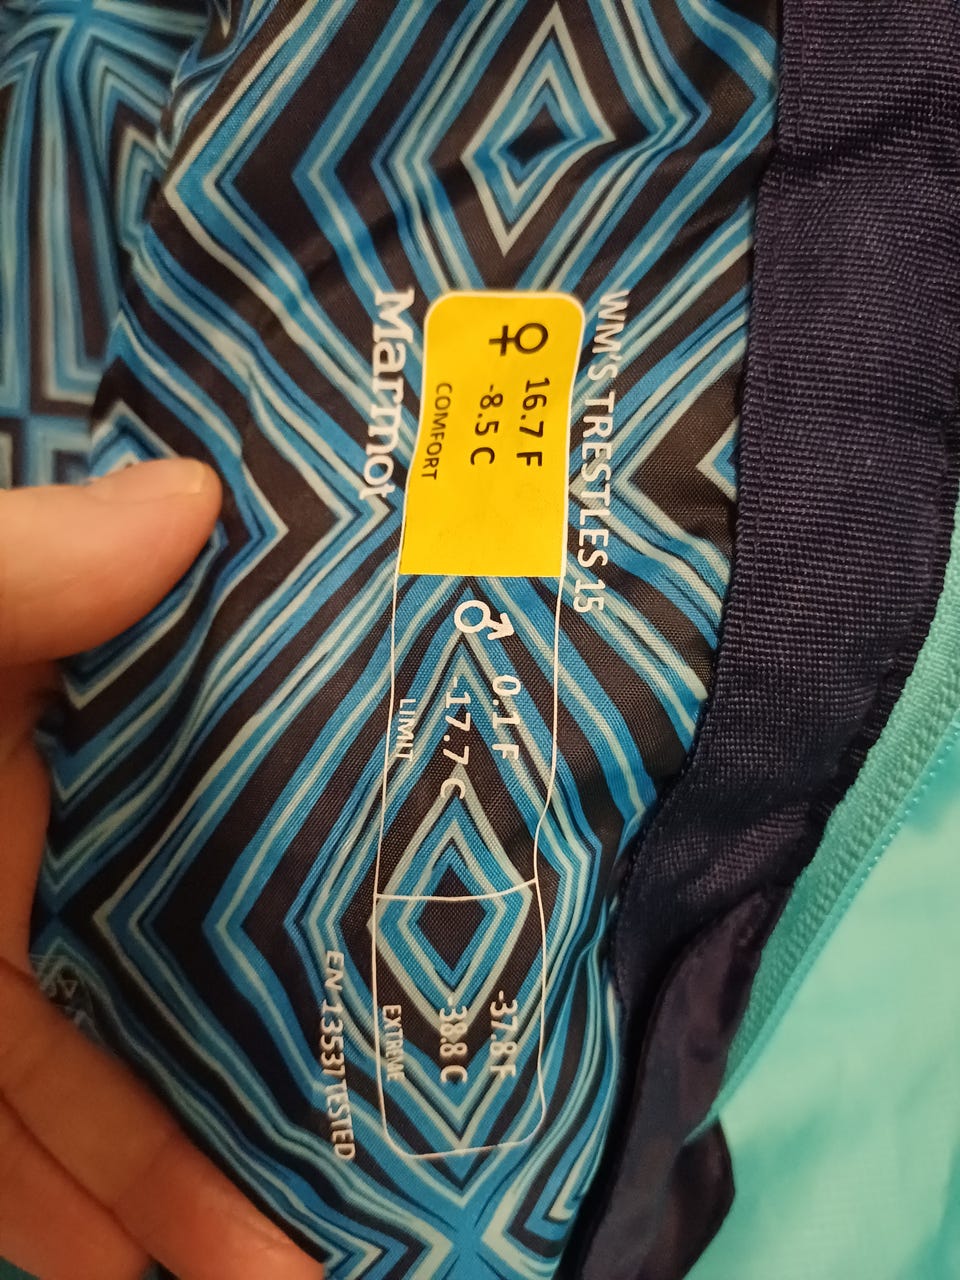 WM'S TRESTLES 15
♀ 16.7 F
-8.5 C
COMFORT
♂ 0.1 F
-17.7 C
LIMIT
-37.8 F
-38.8 C
EXTREME
Marmot
EN 13537 TESTED